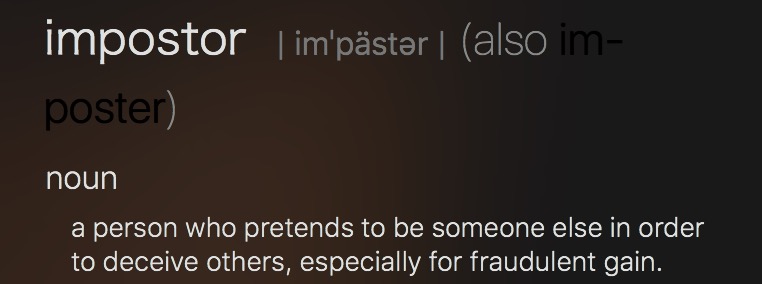 impostor | im'pästər | (also im-
poster)
noun
a person who pretends to be someone else in order
to deceive others, especially for fraudulent gain.